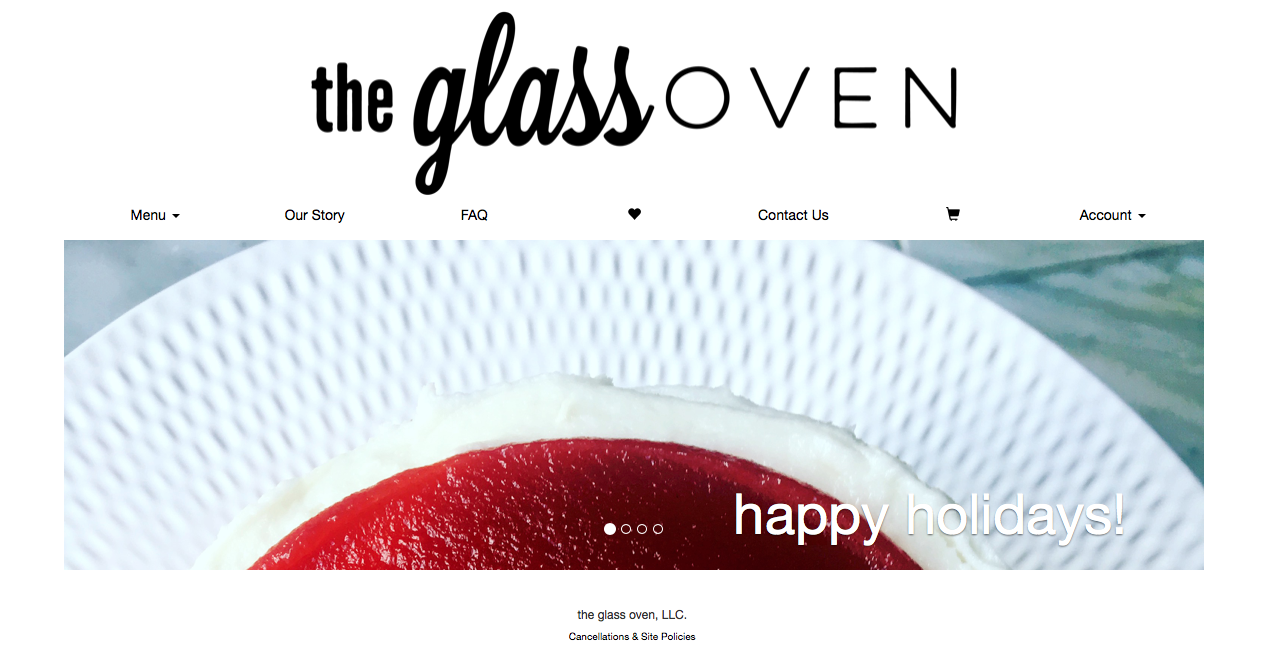 the glass OVEN
Menu Our Story FAQ Contact Us Account
happy holidays!
the glass oven, LLC.
Cancellations & Site Policies